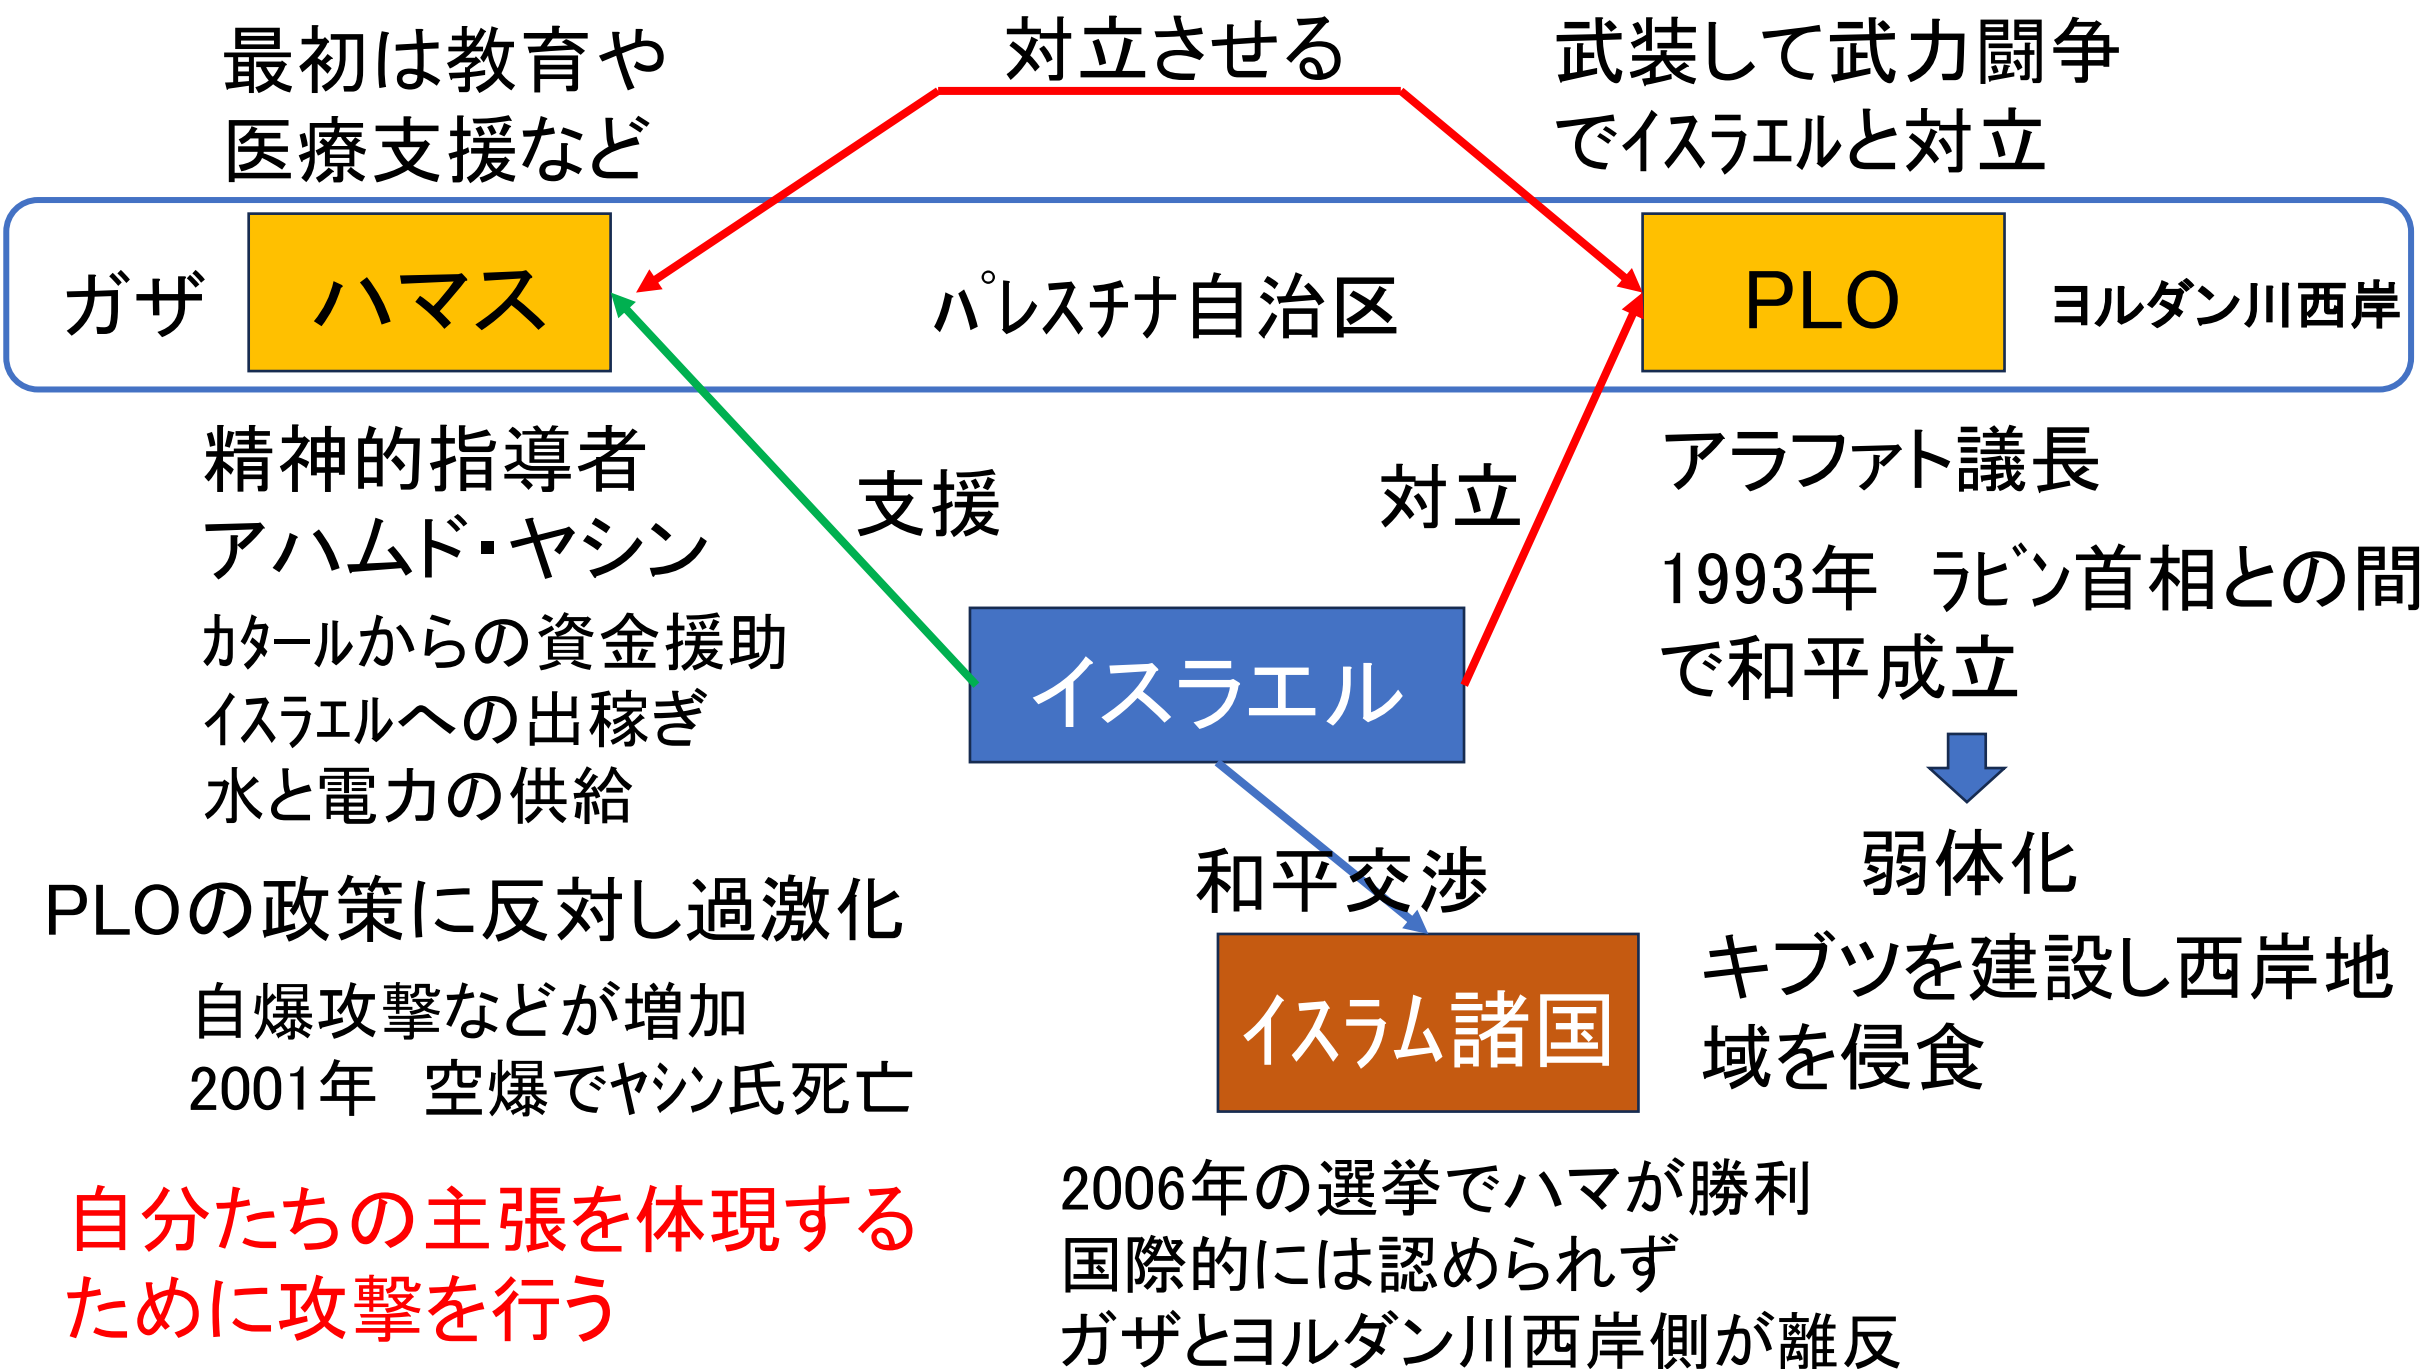 最初は教育や
医療支援など
対立させる
武装して武力闘争
でｲｽﾗｴﾙと対立
ガザ
ハマス
ﾊﾟﾚｽﾁﾅ自治区
PLO
ヨルダン川西岸
精神的指導者
アハムド・ヤシン
ｶﾀｰﾙからの資金援助
ｲｽﾗｴﾙへの出稼ぎ
水と電力の供給
支援
対立
イスラエル
アラファト議長
1993年　ﾗﾋﾞﾝ首相との間
で和平成立
弱体化
キブツを建設し西岸地
域を侵食
和平交渉
ｲｽﾗﾑ諸国
PLOの政策に反対し過激化
自爆攻撃などが増加
2001年　空爆でﾔｼﾝ氏死亡
自分たちの主張を体現する
ために攻撃を行う
2006年の選挙でハマが勝利
国際的には認められず
ガザとヨルダン川西岸側が離反